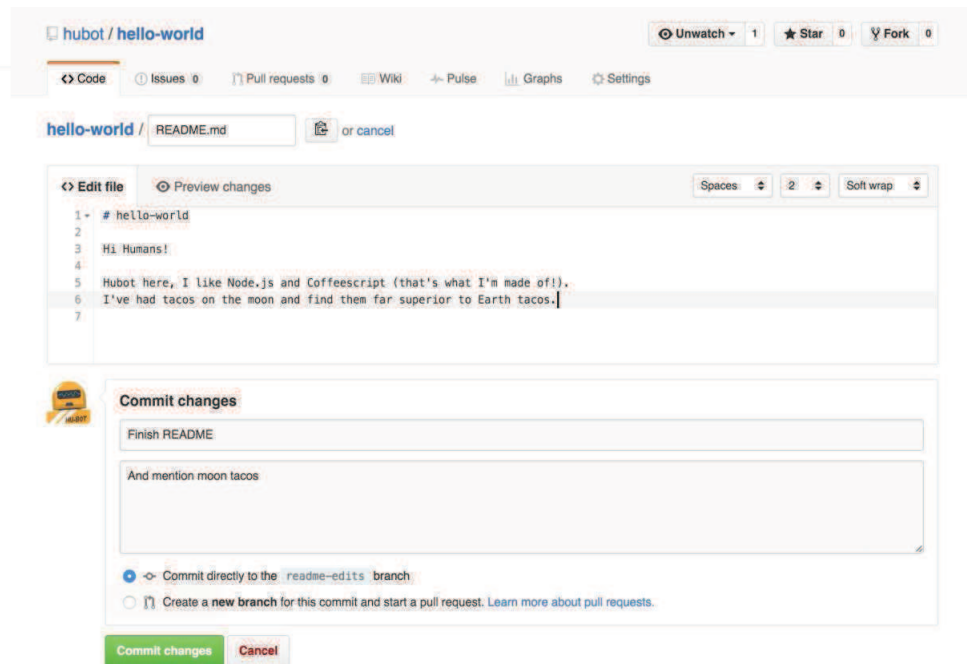 hubot / hello-world
Unwatch 1 Star 0 Fork 0
Code Issues 0 Pull requests 0 Wiki Pulse Graphs Settings
hello-world / README.md or cancel
Edit file Preview changes Spaces 2 Soft wrap
1 # hello-world
2
3 Hi Humans!
4
5 Hubot here, I like Node.js and Coffeescript (that's what I'm made of!).
6 I've had tacos on the moon and find them far superior to Earth tacos.
7
HU-BOT
Commit changes
Finish README
And mention moon tacos
Commit directly to the readme-edits branch
Create a new branch for this commit and start a pull request. Learn more about pull requests.
Commit changes Cancel